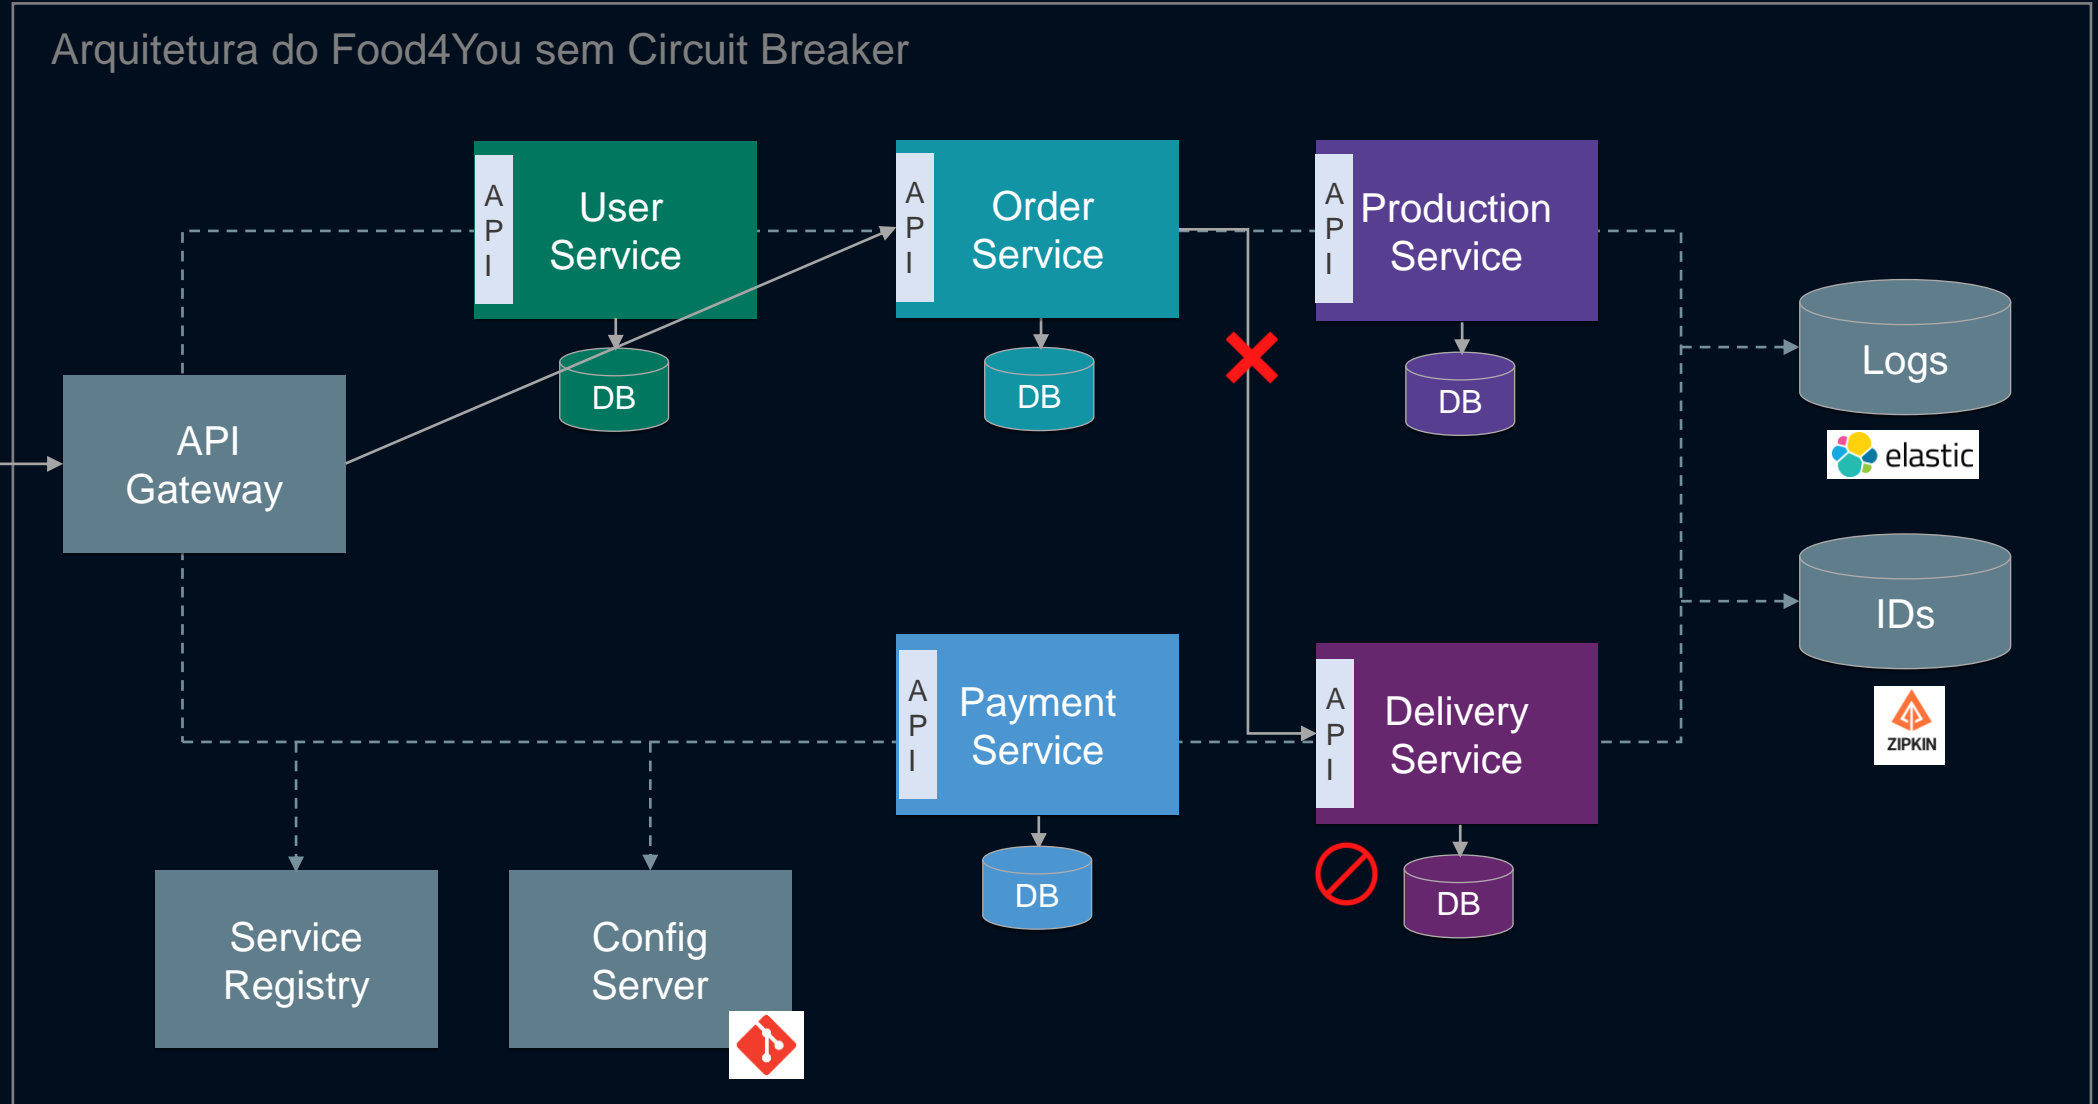 Arquitetura do Food4You sem Circuit Breaker
A
P
I
User
Service
DB
A
P
I
Order
Service
DB
A
P
I
Production
Service
DB
Logs
elastic
API
Gateway
IDs
ZIPKIN
A
P
I
Payment
Service
DB
A
P
I
Delivery
Service
DB
Service
Registry
Config
Server